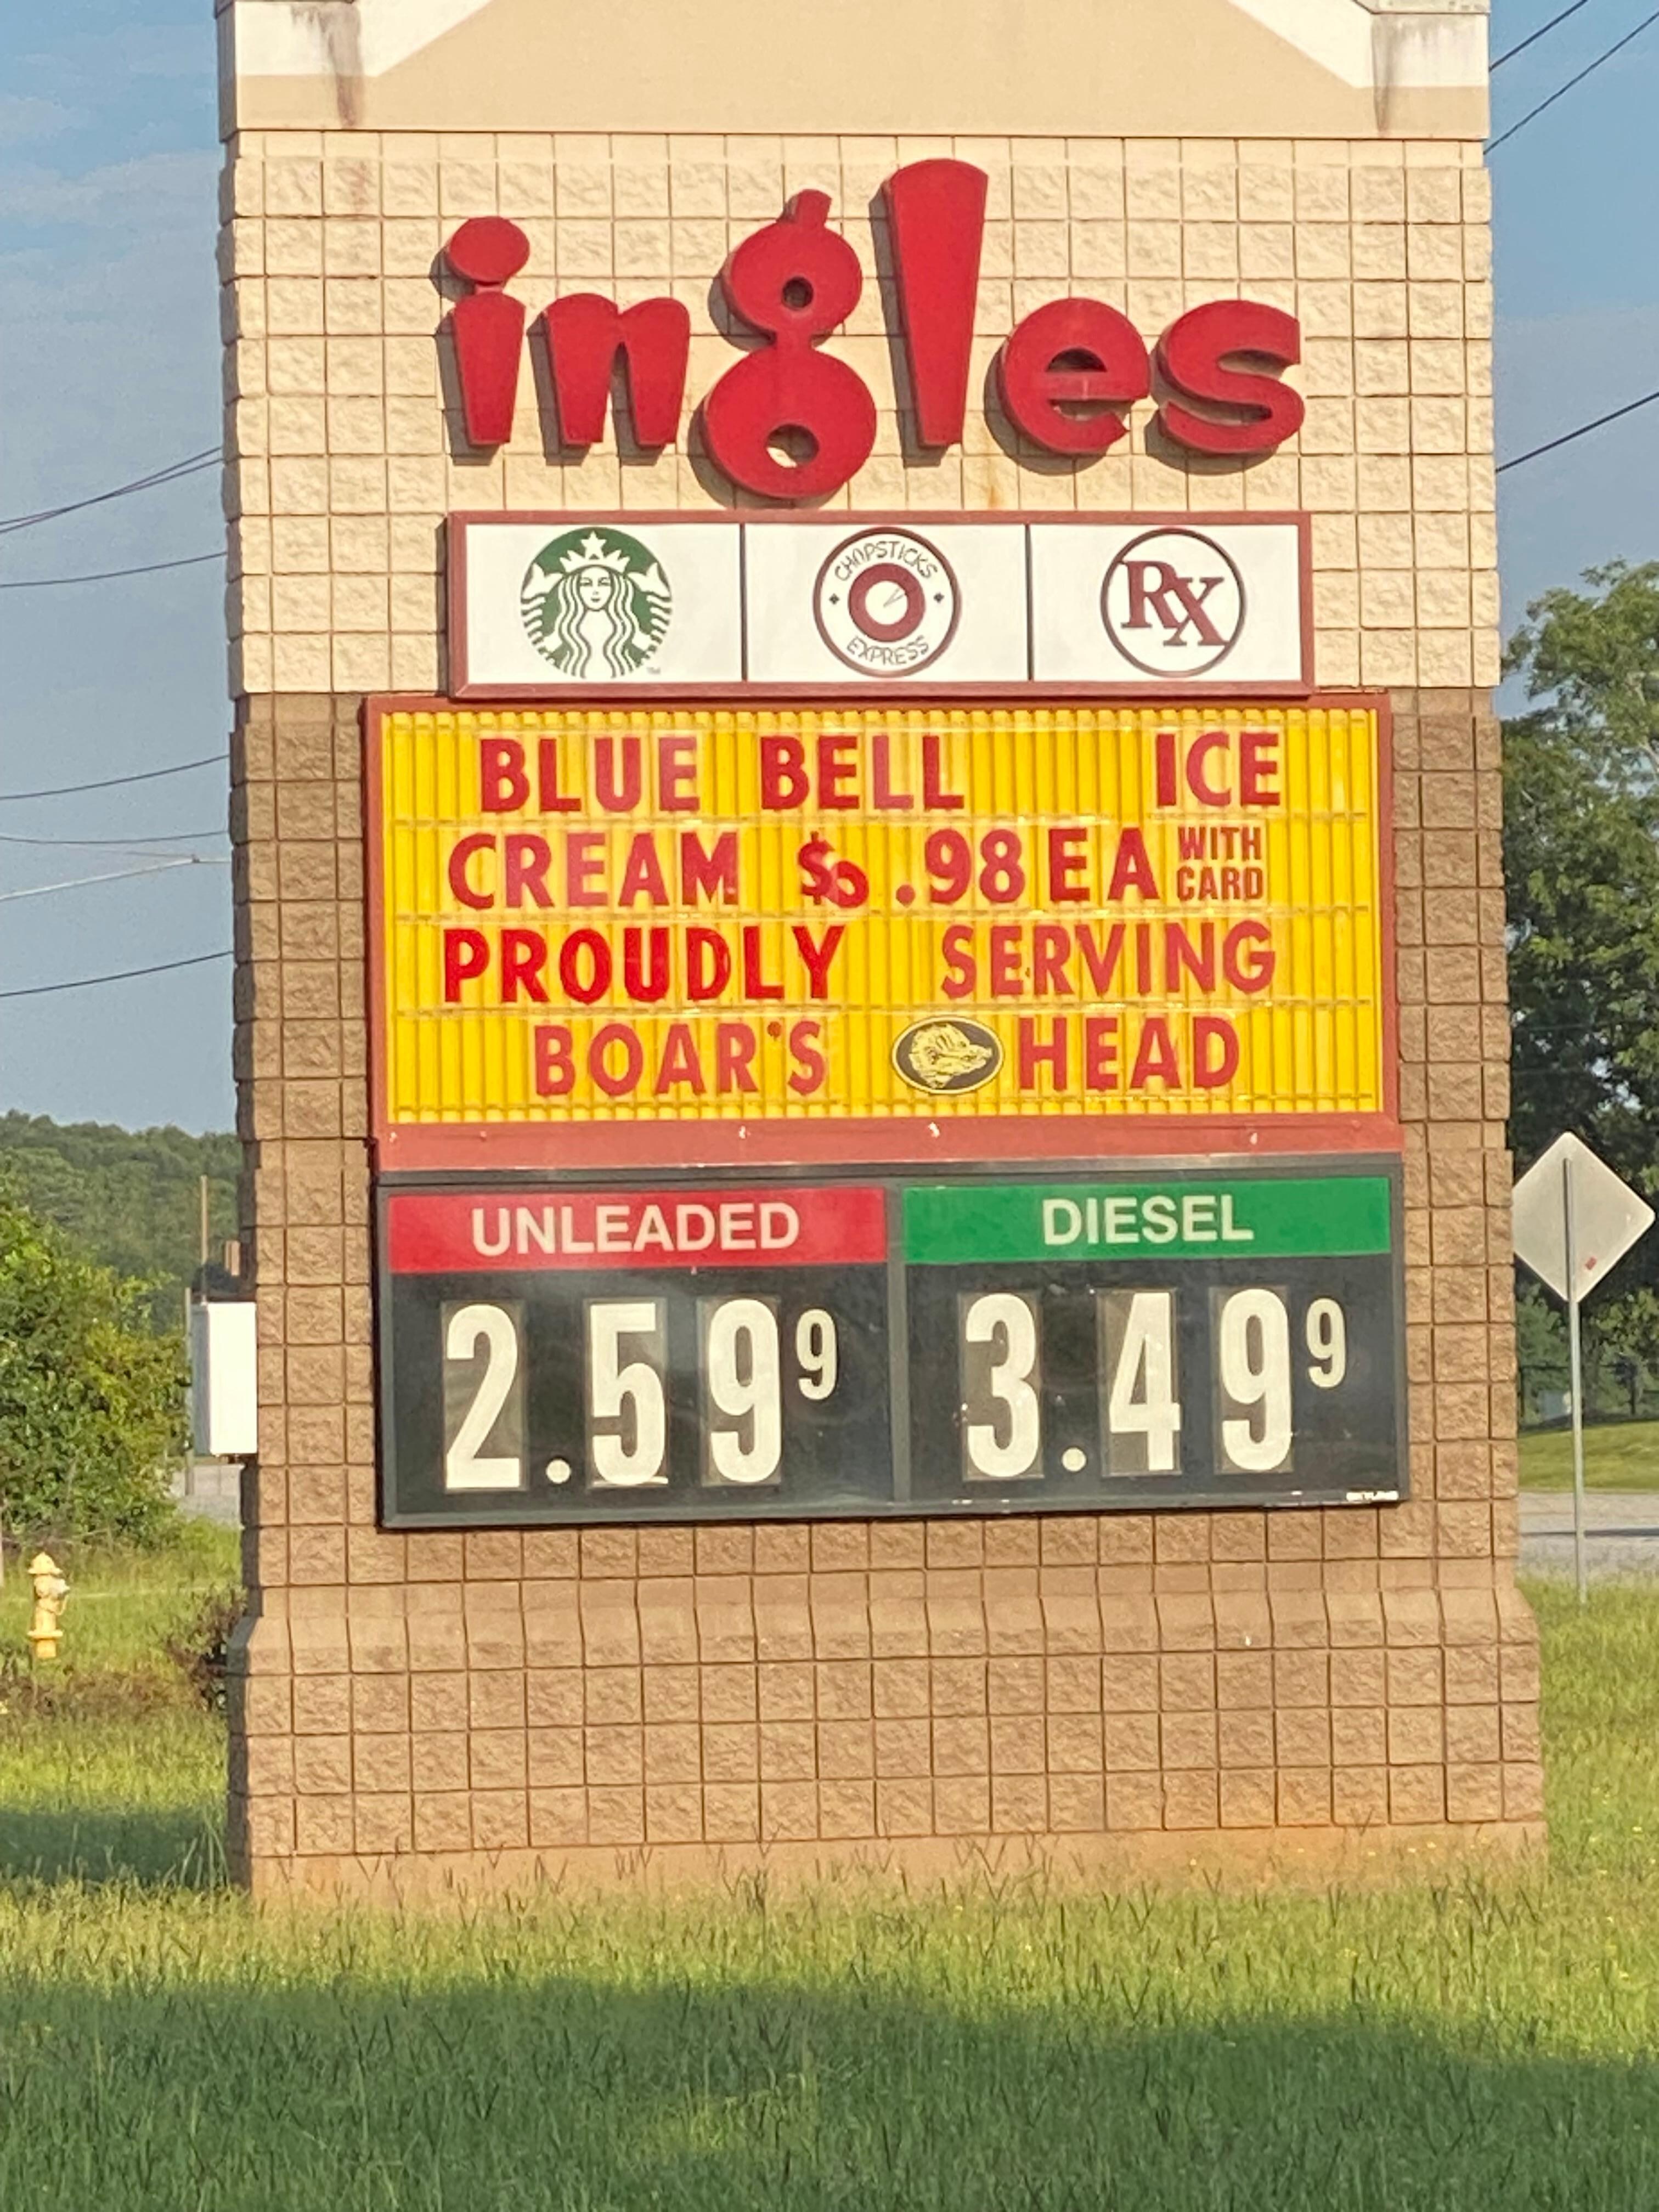 ingles
CHOPSTICKS
EXPRESS
RX
BLUE BELL ICE
CREAM $ .98 EA WITH CARD
PROUDLY SERVING
BOAR'S HEAD
UNLEADED DIESEL
2.59 9 3.49 9